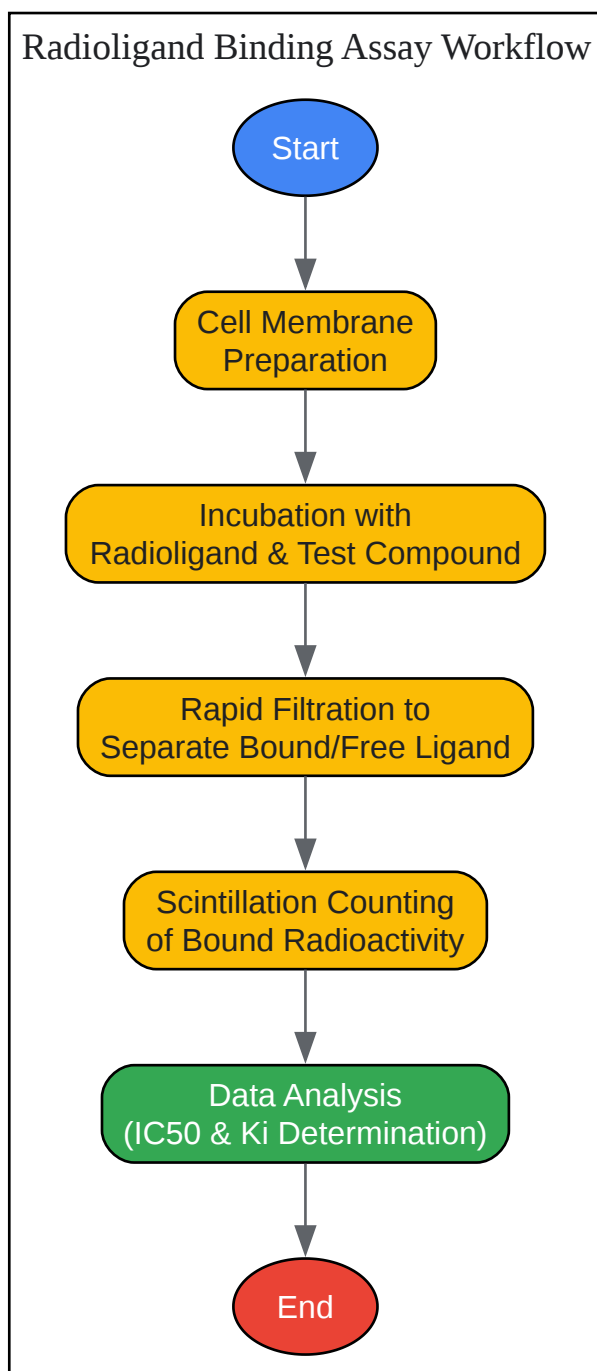 Radioligand Binding Assay Workflow
Start
Cell Membrane
Preparation
Incubation with
Radioligand & Test Compound
Rapid Filtration to
Separate Bound/Free Ligand
Scintillation Counting
of Bound Radioactivity
Data Analysis
(IC50 & Ki Determination)
End